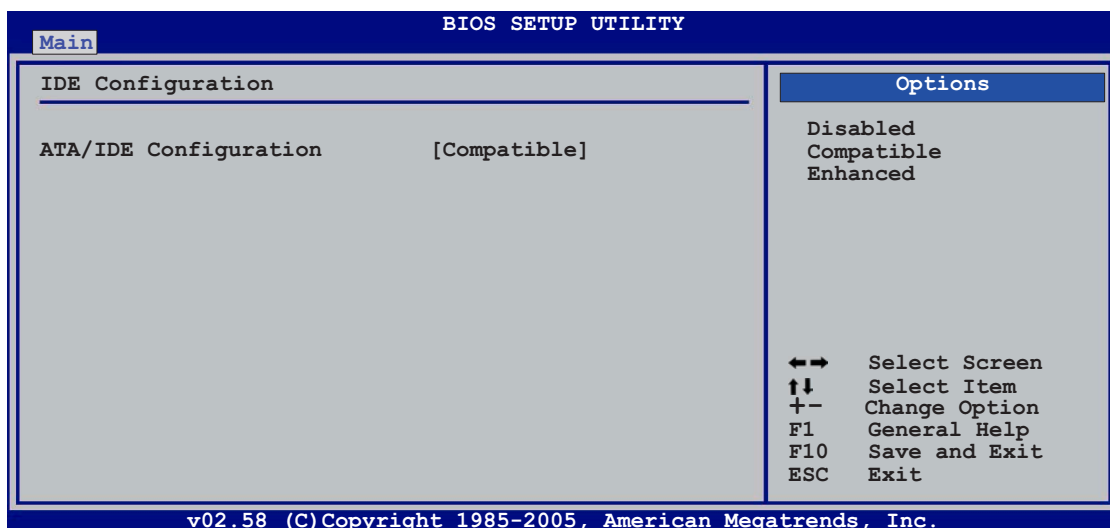 BIOS SETUP UTILITY
Main
IDE Configuration
ATA/IDE Configuration [Compatible]
Options
Disabled
Compatible
Enhanced
←→ Select Screen
↑↓ Select Item
+- Change Option
F1 General Help
F10 Save and Exit
ESC Exit
v02.58 (C)Copyright 1985-2005, American Megatrends, Inc.